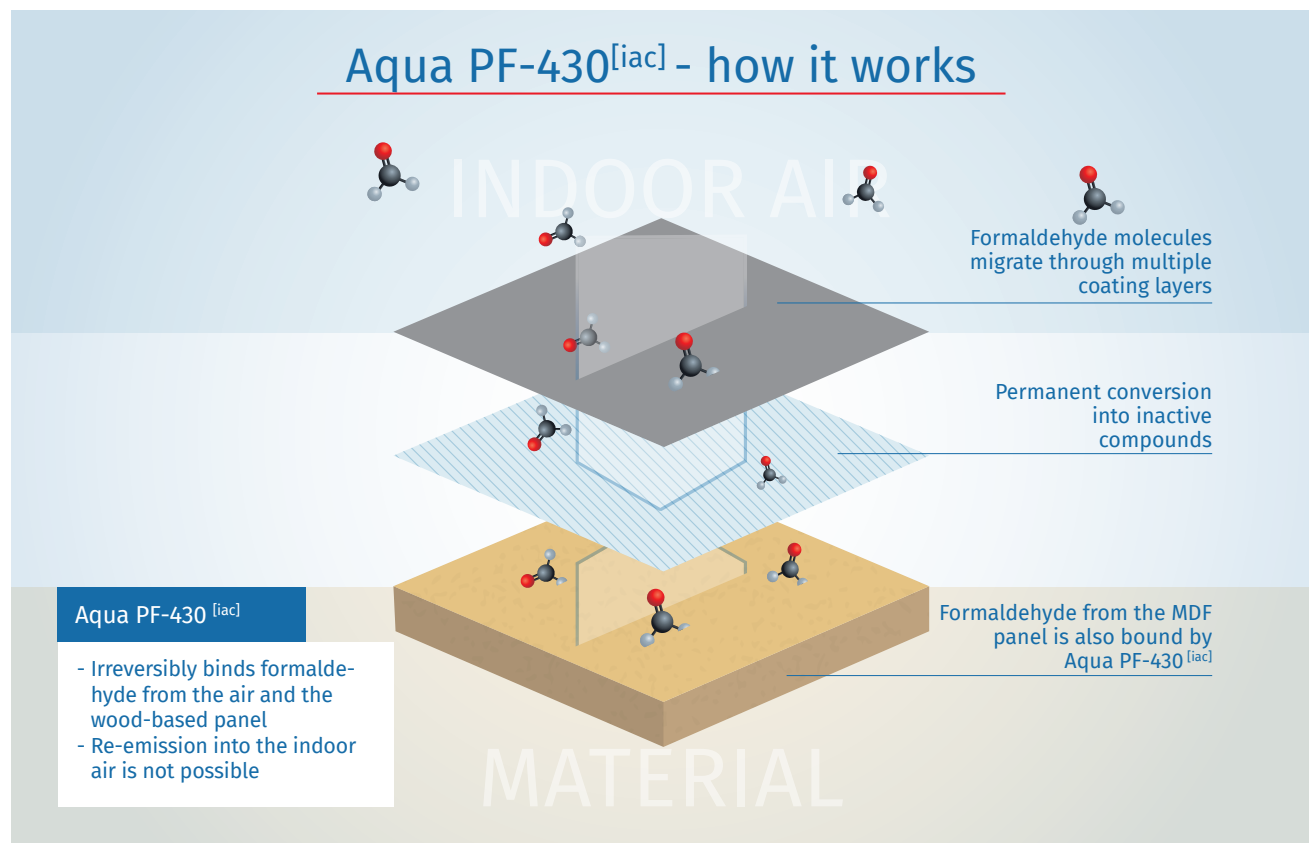 Aqua PF-430[iac] - how it works
INDOOR AIR
Formaldehyde molecules
migrate through multiple
coating layers
Permanent conversion
into inactive
compounds
Formaldehyde from the MDF
panel is also bound by
Aqua PF-430 [iac]
Aqua PF-430 [iac]
- Irreversibly binds formalde-
hyde from the air and the
wood-based panel
- Re-emission into the indoor
air is not possible
MATERIAL